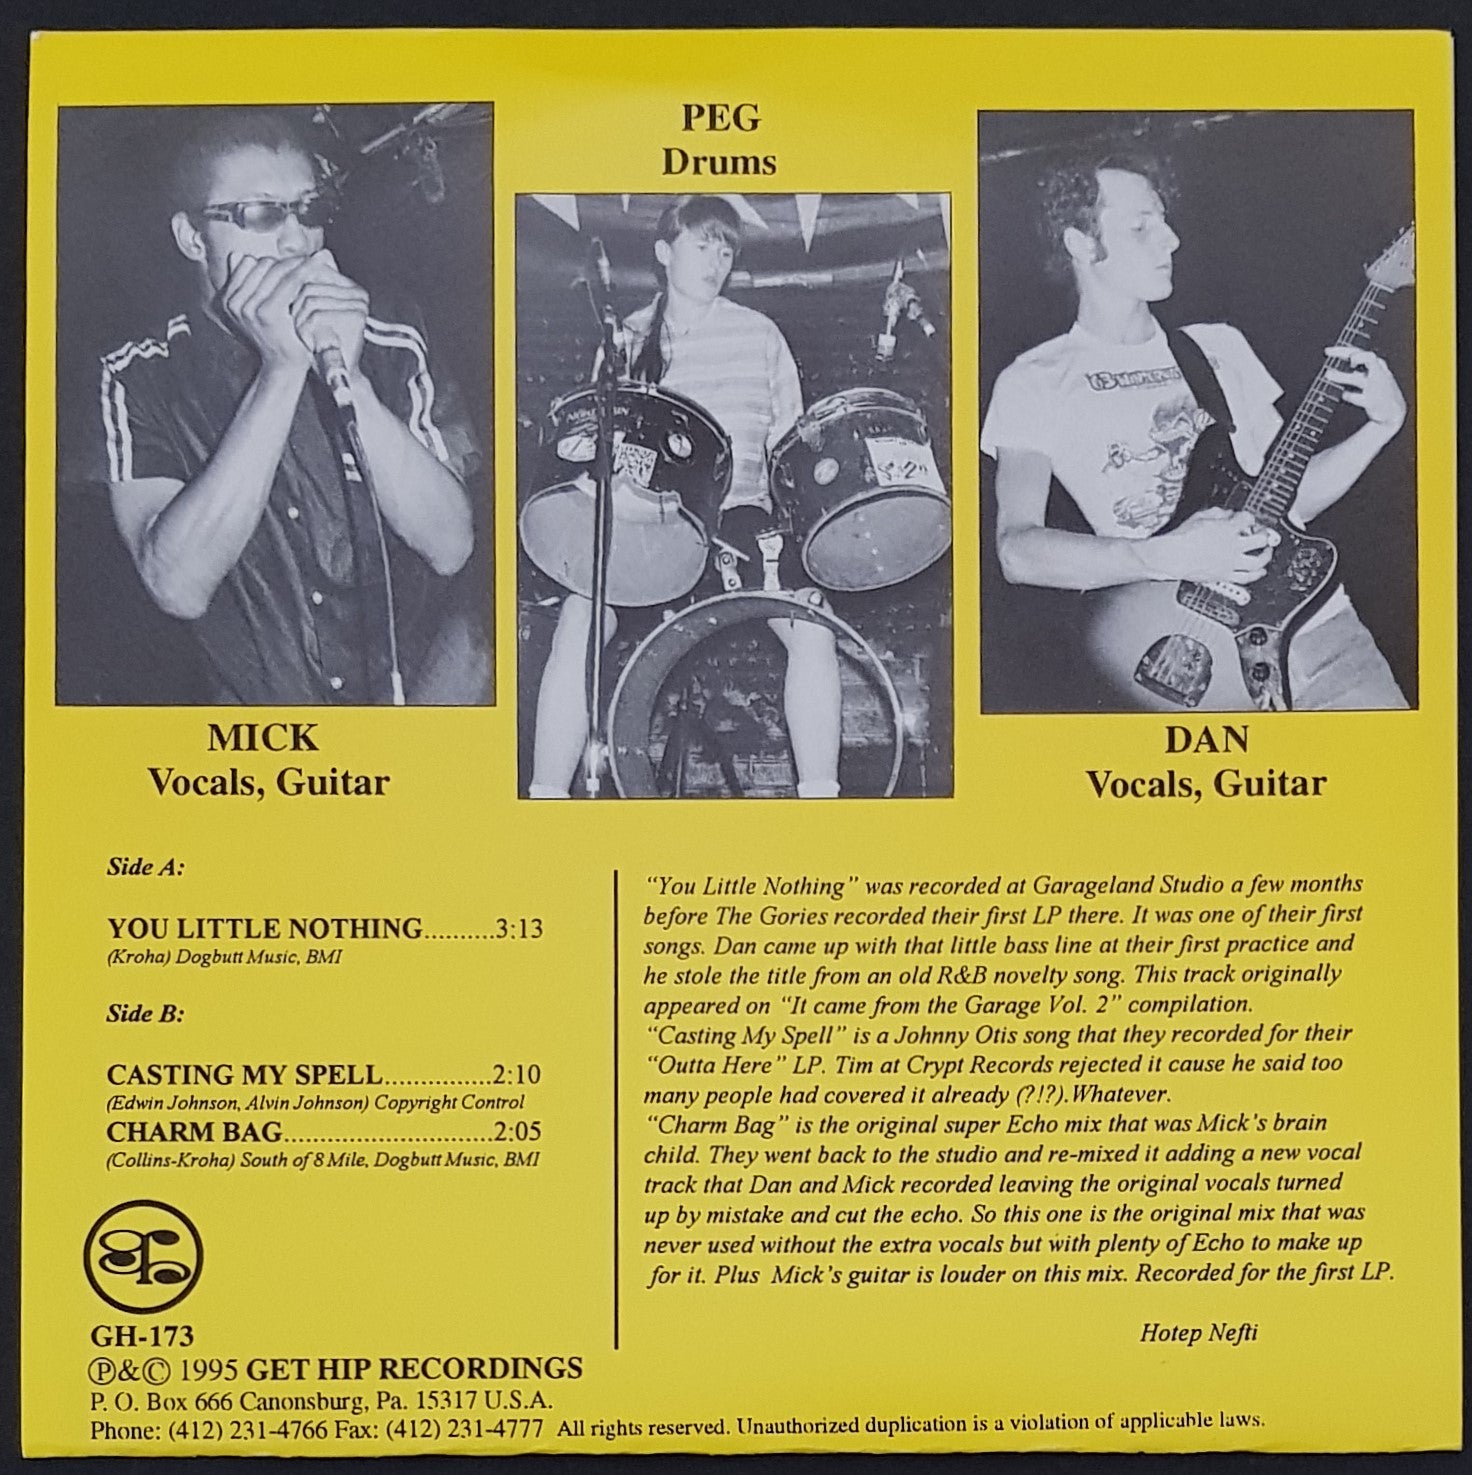 PEG
Drums
MICK
Vocals, Guitar
DAN
Vocals, Guitar
Side A:
YOU LITTLE NOTHING..........3:13
(Kroha) Dogbutt Music, BMI
Side B:
CASTING MY SPELL...............2:10
(Edwin Johnson, Alvin Johnson) Copyright Control
CHARM BAG..............................2:05
(Collins-Kroha) South of 8 Mile, Dogbutt Music, BMI
GH-173
Ⓟ&© 1995 GET HIP RECORDINGS
P. O. Box 666 Canonsburg, Pa. 15317 U.S.A.
Phone: (412) 231-4766 Fax: (412) 231-4777 All rights reserved. Unauthorized duplication is a violation of applicable laws.
“You Little Nothing” was recorded at Garageland Studio a few months
before The Gories recorded their first LP there. It was one of their first
songs. Dan came up with that little bass line at their first practice and
he stole the title from an old R&B novelty song. This track originally
appeared on “It came from the Garage Vol. 2” compilation.
“Casting My Spell” is a Johnny Otis song that they recorded for their
“Outta Here” LP. Tim at Crypt Records rejected it cause he said too
many people had covered it already (?!?). Whatever.
“Charm Bag” is the original super Echo mix that was Mick's brain
child. They went back to the studio and re-mixed it adding a new vocal
track that Dan and Mick recorded leaving the original vocals turned
up by mistake and cut the echo. So this one is the original mix that was
never used without the extra vocals but with plenty of Echo to make up
for it. Plus Mick's guitar is louder on this mix. Recorded for the first LP.
Hotep Nefti